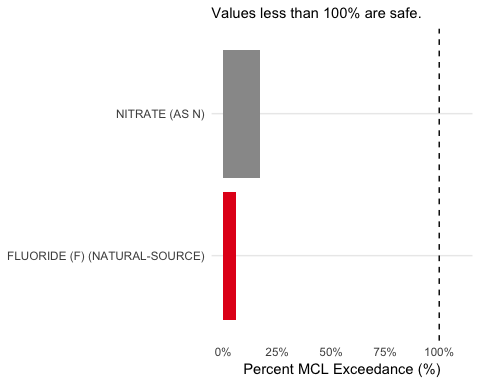 Values less than 100% are safe.
NITRATE (AS N)
FLUORIDE (F) (NATURAL-SOURCE)
0% 25% 50% 75% 100%
Percent MCL Exceedance (%)